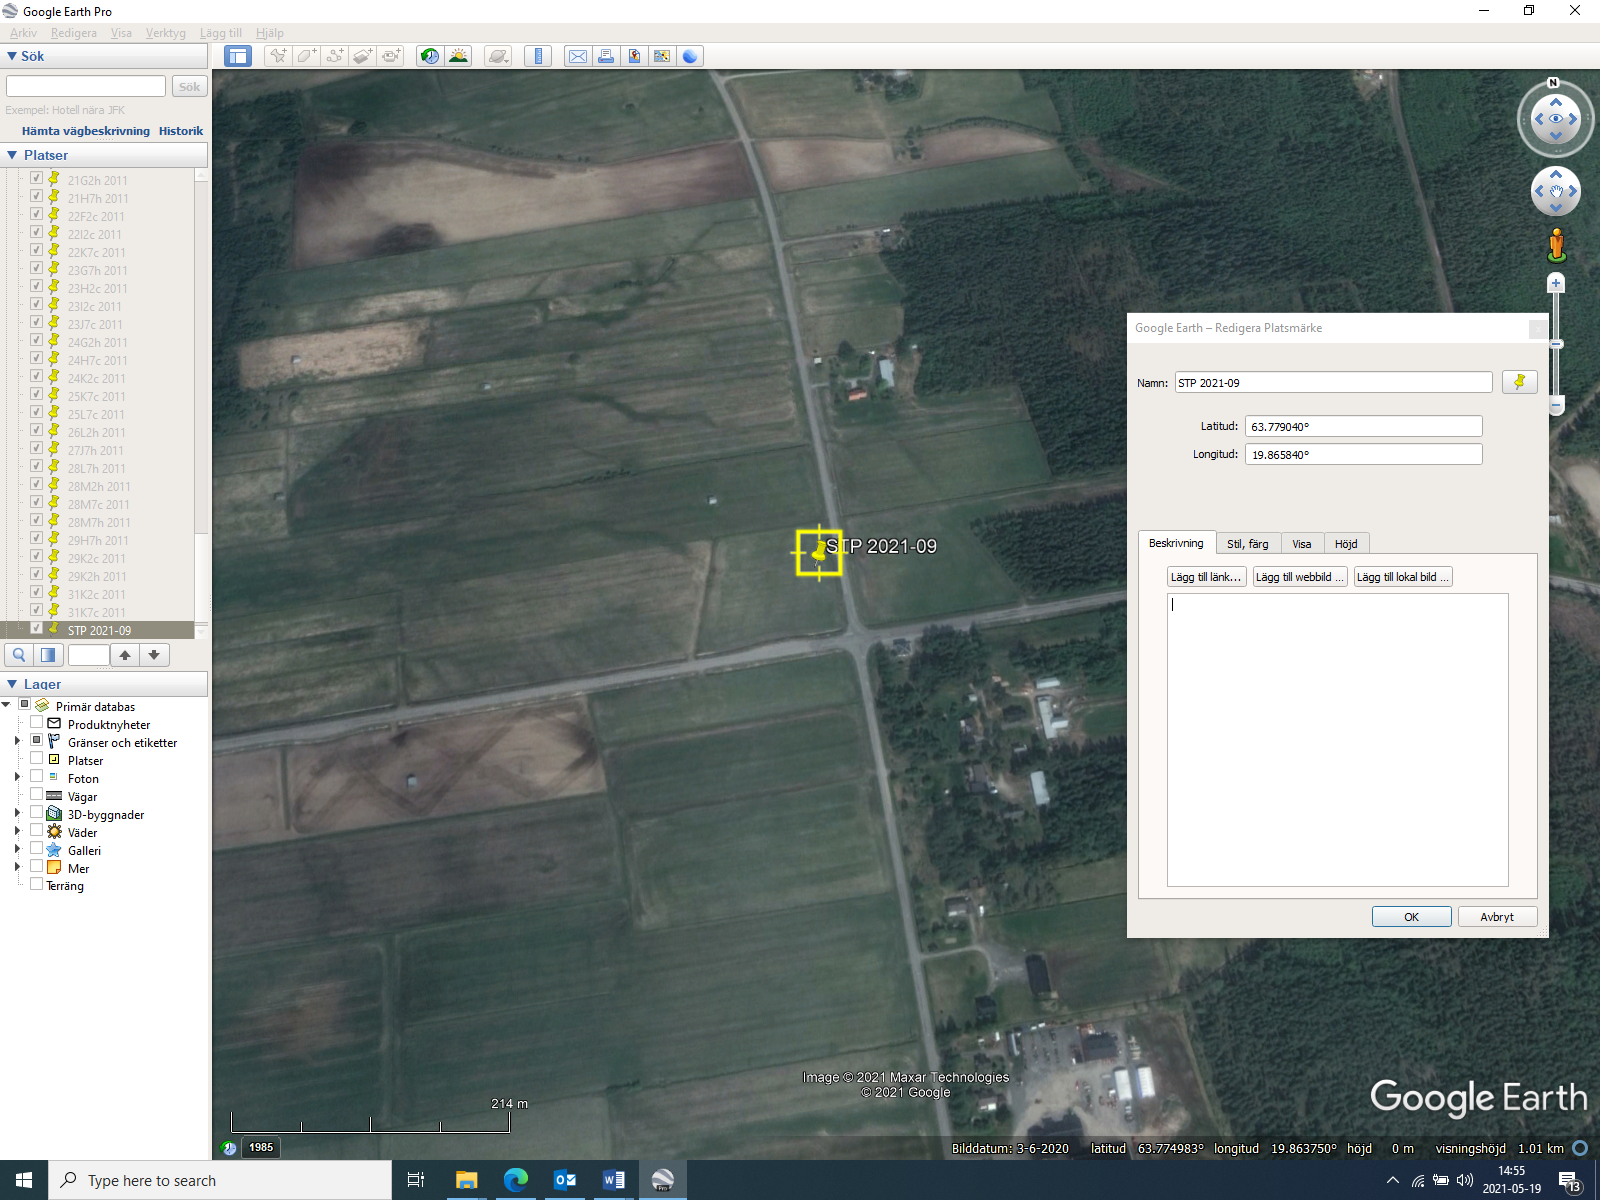 Google Earth Pro
Arkiv Redigera Visa Verktyg Lägg till Hjälp
Sök
Sök
Exempel: Hotell nära JFK
Hämta vägbeskrivning Historik
Platser
21G2h 2011
21H7h 2011
22F2c 2011
22I2c 2011
22K7c 2011
23G7h 2011
23H2c 2011
23I2c 2011
23J7c 2011
24G2h 2011
24H7c 2011
24K2c 2011
25K7c 2011
25L7c 2011
26L2h 2011
27J7h 2011
28L7h 2011
28M2h 2011
28M7c 2011
28M7h 2011
29H7h 2011
29K2c 2011
29K2h 2011
31K2c 2011
31K7c 2011
STP 2021-09
Lager
Primär databas
Produktnyheter
Gränser och etiketter
Platser
Foton
Vägar
3D-byggnader
Väder
Galleri
Mer
Terräng
N
STP 2021-09
Google Earth – Redigera Platsmärke
Namn: STP 2021-09
Latitud: 63.779040°
Longitud: 19.865840°
Beskrivning Stil, färg Visa Höjd
Lägg till länk... Lägg till webbild ... Lägg till lokal bild ...
OK Avbryt
Image © 2021 Maxar Technologies
© 2021 Google
Google Earth
214 m
1985
Bilddatum: 3-6-2020 latitud 63.774983° longitud 19.863750° höjd 0 m visningshöjd 1.01 km
Type here to search
14:55
2021-05-19
13